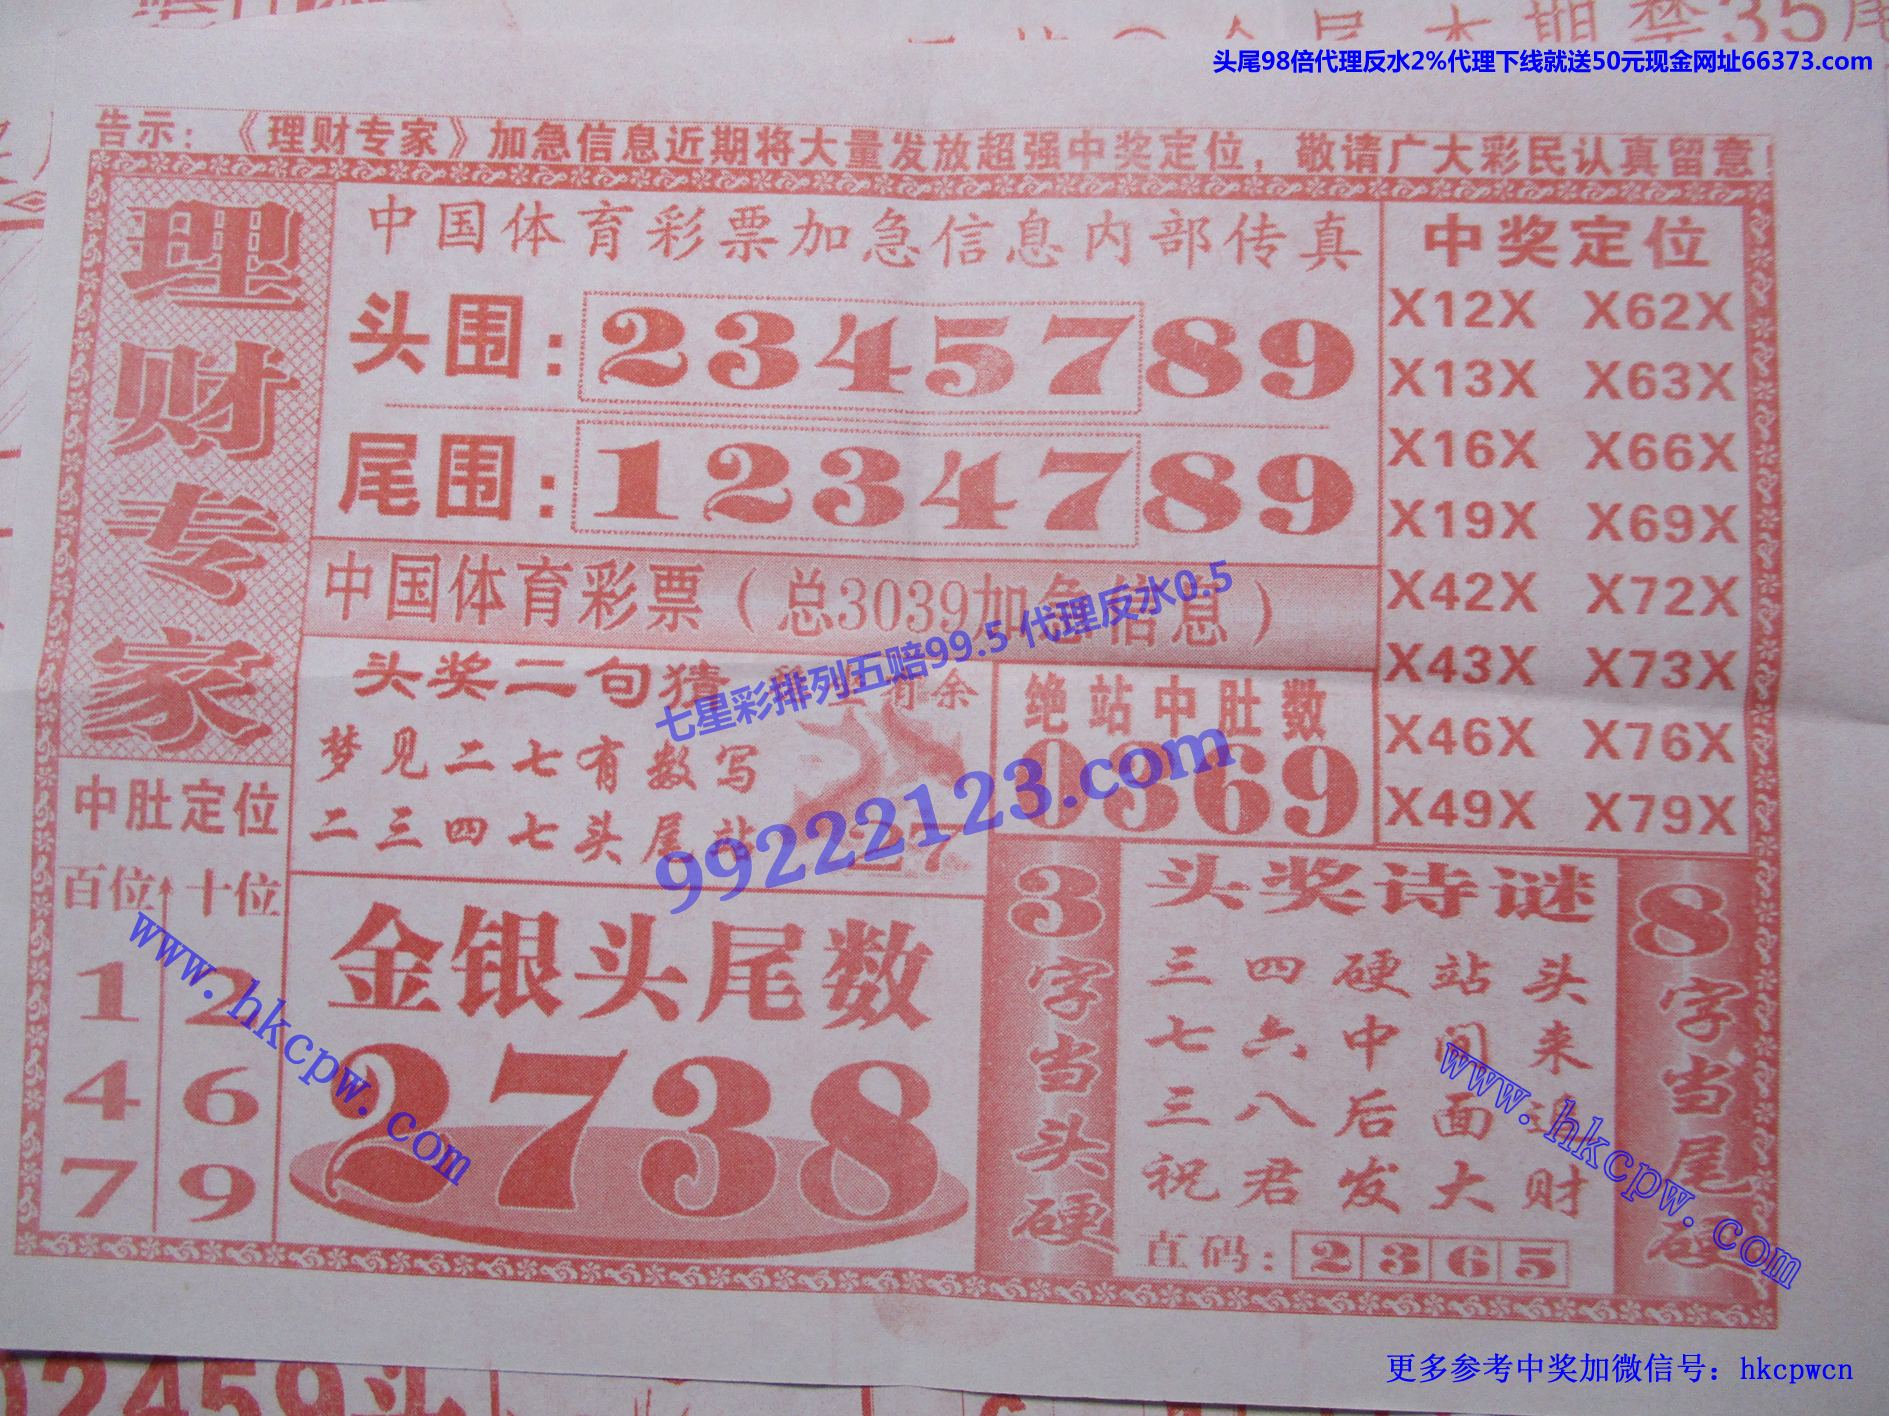 头尾98倍代理反水2%代理下线就送50元现金网址66373.com
告示：《理财专家》加急信息近期将大量发放超强中奖定位，敬请广大彩民认真留意！
理财专家
中国体育彩票加急信息内部传真
头围：2345789
尾围：1234789
中奖定位
X12X X62X
X13X X63X
X16X X66X
X19X X69X
X42X X72X
X43X X73X
X46X X76X
X49X X79X
中国体育彩票（总3039加急信息）
七星彩排列五赔99.5 代理反水0.5
头奖二句猜
梦见二七有数写
二三四七头尾站
27
绝站中肚数
0369
99222123.com
中肚定位
百位 十位
1 2
4 6
7 9
www.hkcpw.com
金银头尾数
2738
3字当头硬
头奖诗谜
三四硬站头
七六中间来
三八后面
祝君发大财
直码：2365
8字当尾硬
www.hkcpw.com
02459头
更多参考中奖加微信号：hkcpwcn